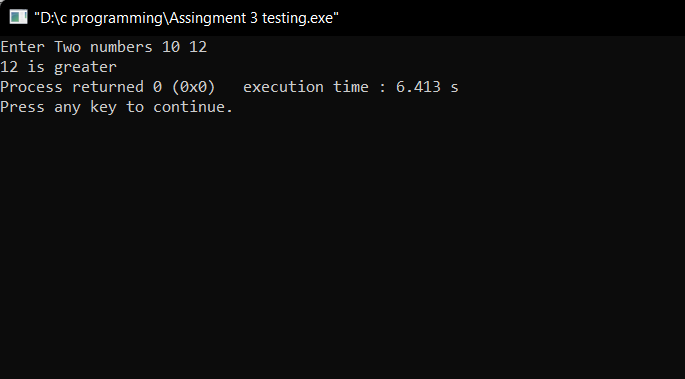 "D:\c programming\Assingment 3 testing.exe"
Enter Two numbers 10 12
12 is greater
Process returned 0 (0x0)   execution time : 6.413 s
Press any key to continue.